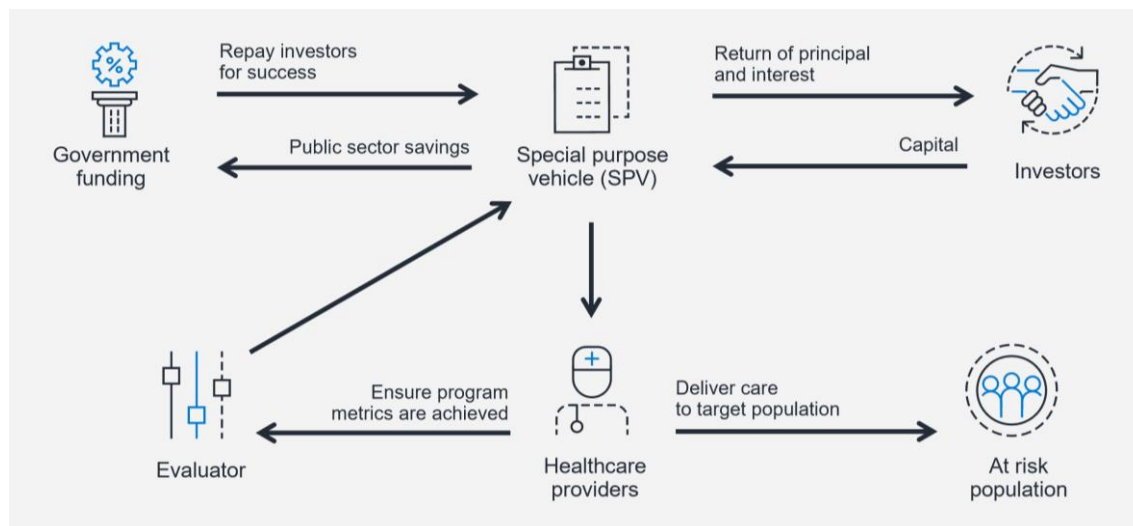 %
Repay investors
for success
Return of principal
and interest
Public sector savings
Capital
Government
funding
Special purpose
vehicle (SPV)
Investors
Ensure program
metrics are achieved
Deliver care
to target population
Evaluator
Healthcare
providers
At risk
population